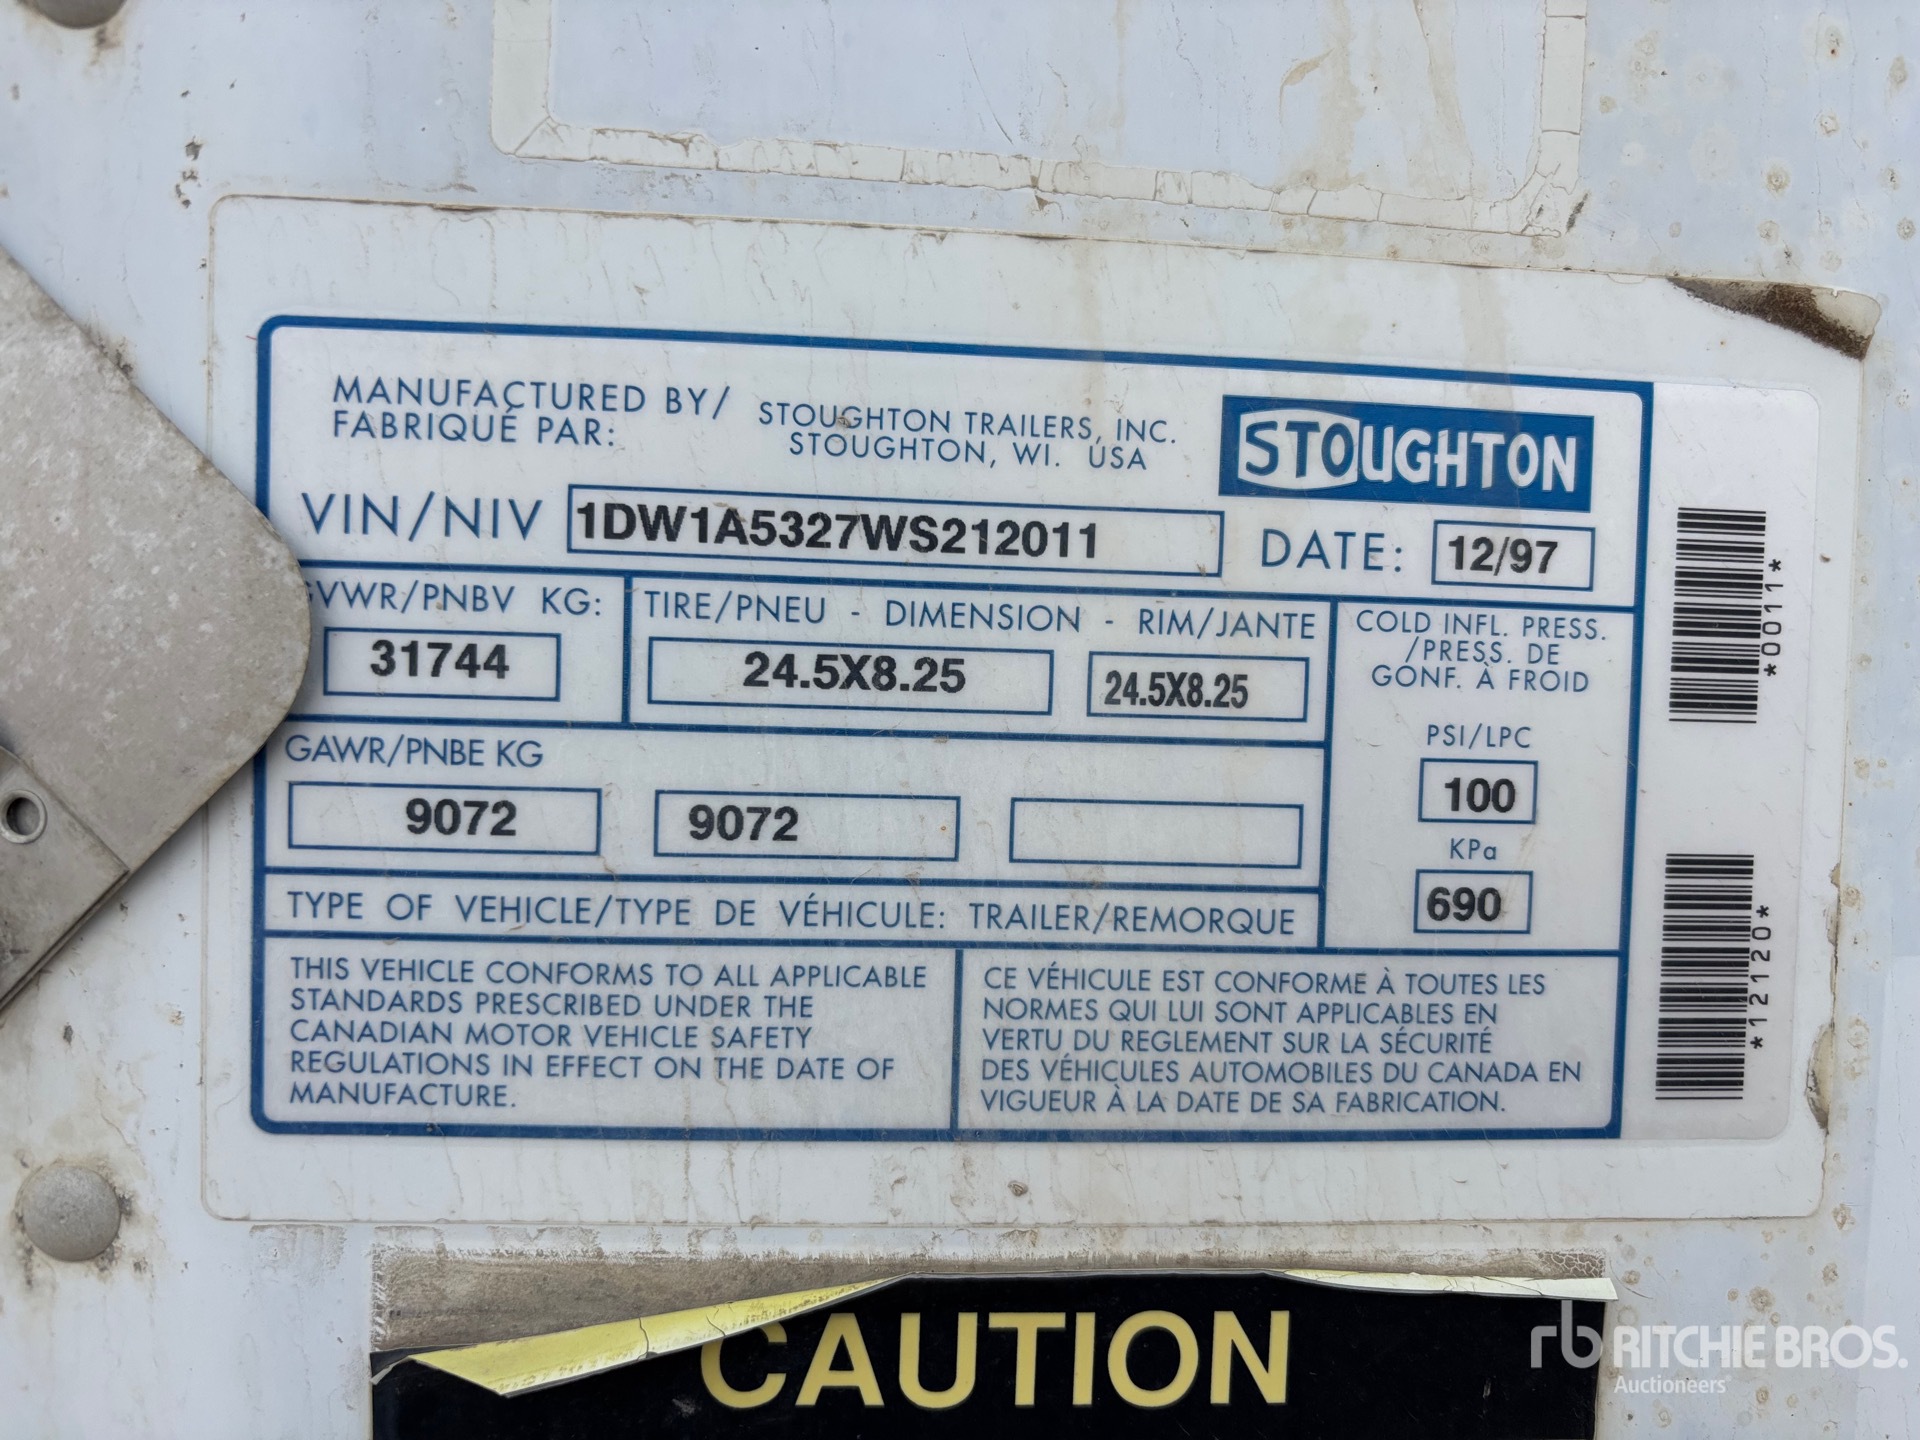 MANUFACTURED BY/
FABRIQUÉ PAR:
STOUGHTON TRAILERS, INC.
STOUGHTON, WI. USA
STOUGHTON
VIN/NIV 1DW1A5327WS212011
DATE: 12/97
GVWR/PNBV KG:
31744
TIRE/PNEU - DIMENSION - RIM/JANTE
24.5X8.25 24.5X8.25
COLD INFL. PRESS.
/PRESS. DE
GONF. À FROID
PSI/LPC
100
KPa
690
GAWR/PNBE KG
9072 9072
TYPE OF VEHICLE/TYPE DE VÉHICULE: TRAILER/REMORQUE
THIS VEHICLE CONFORMS TO ALL APPLICABLE
STANDARDS PRESCRIBED UNDER THE
CANADIAN MOTOR VEHICLE SAFETY
REGULATIONS IN EFFECT ON THE DATE OF
MANUFACTURE.
CE VÉHICULE EST CONFORME À TOUTES LES
NORMES QUI LUI SONT APPLICABLES EN
VERTU DU REGLEMENT SUR LA SÉCURITÉ
DES VÉHICULES AUTOMOBILES DU CANADA EN
VIGUEUR À LA DATE DE SA FABRICATION.
*0011*
*12120*
CAUTION
rb RITCHIE BROS.
Auctioneers